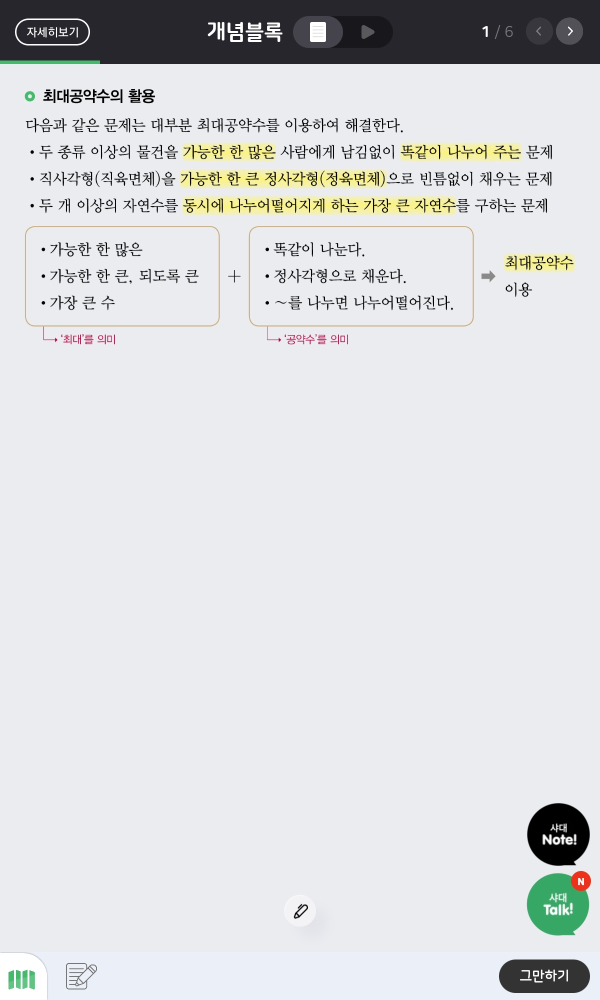 자세히보기
개념블록
1 / 6
최대공약수의 활용
다음과 같은 문제는 대부분 최대공약수를 이용하여 해결한다.
• 두 종류 이상의 물건을 가능한 한 많은 사람에게 남김없이 똑같이 나누어 주는 문제
• 직사각형(직육면체)을 가능한 한 큰 정사각형(정육면체)으로 빈틈없이 채우는 문제
• 두 개 이상의 자연수를 동시에 나누어떨어지게 하는 가장 큰 자연수를 구하는 문제
• 가능한 한 많은
• 가능한 한 큰, 되도록 큰
• 가장 큰 수
'최대'를 의미
+
• 똑같이 나눈다.
• 정사각형으로 채운다.
• ~를 나누면 나누어떨어진다.
'공약수'를 의미
최대공약수
이용
샤대
Note!
N
샤대
Talk!
그만하기